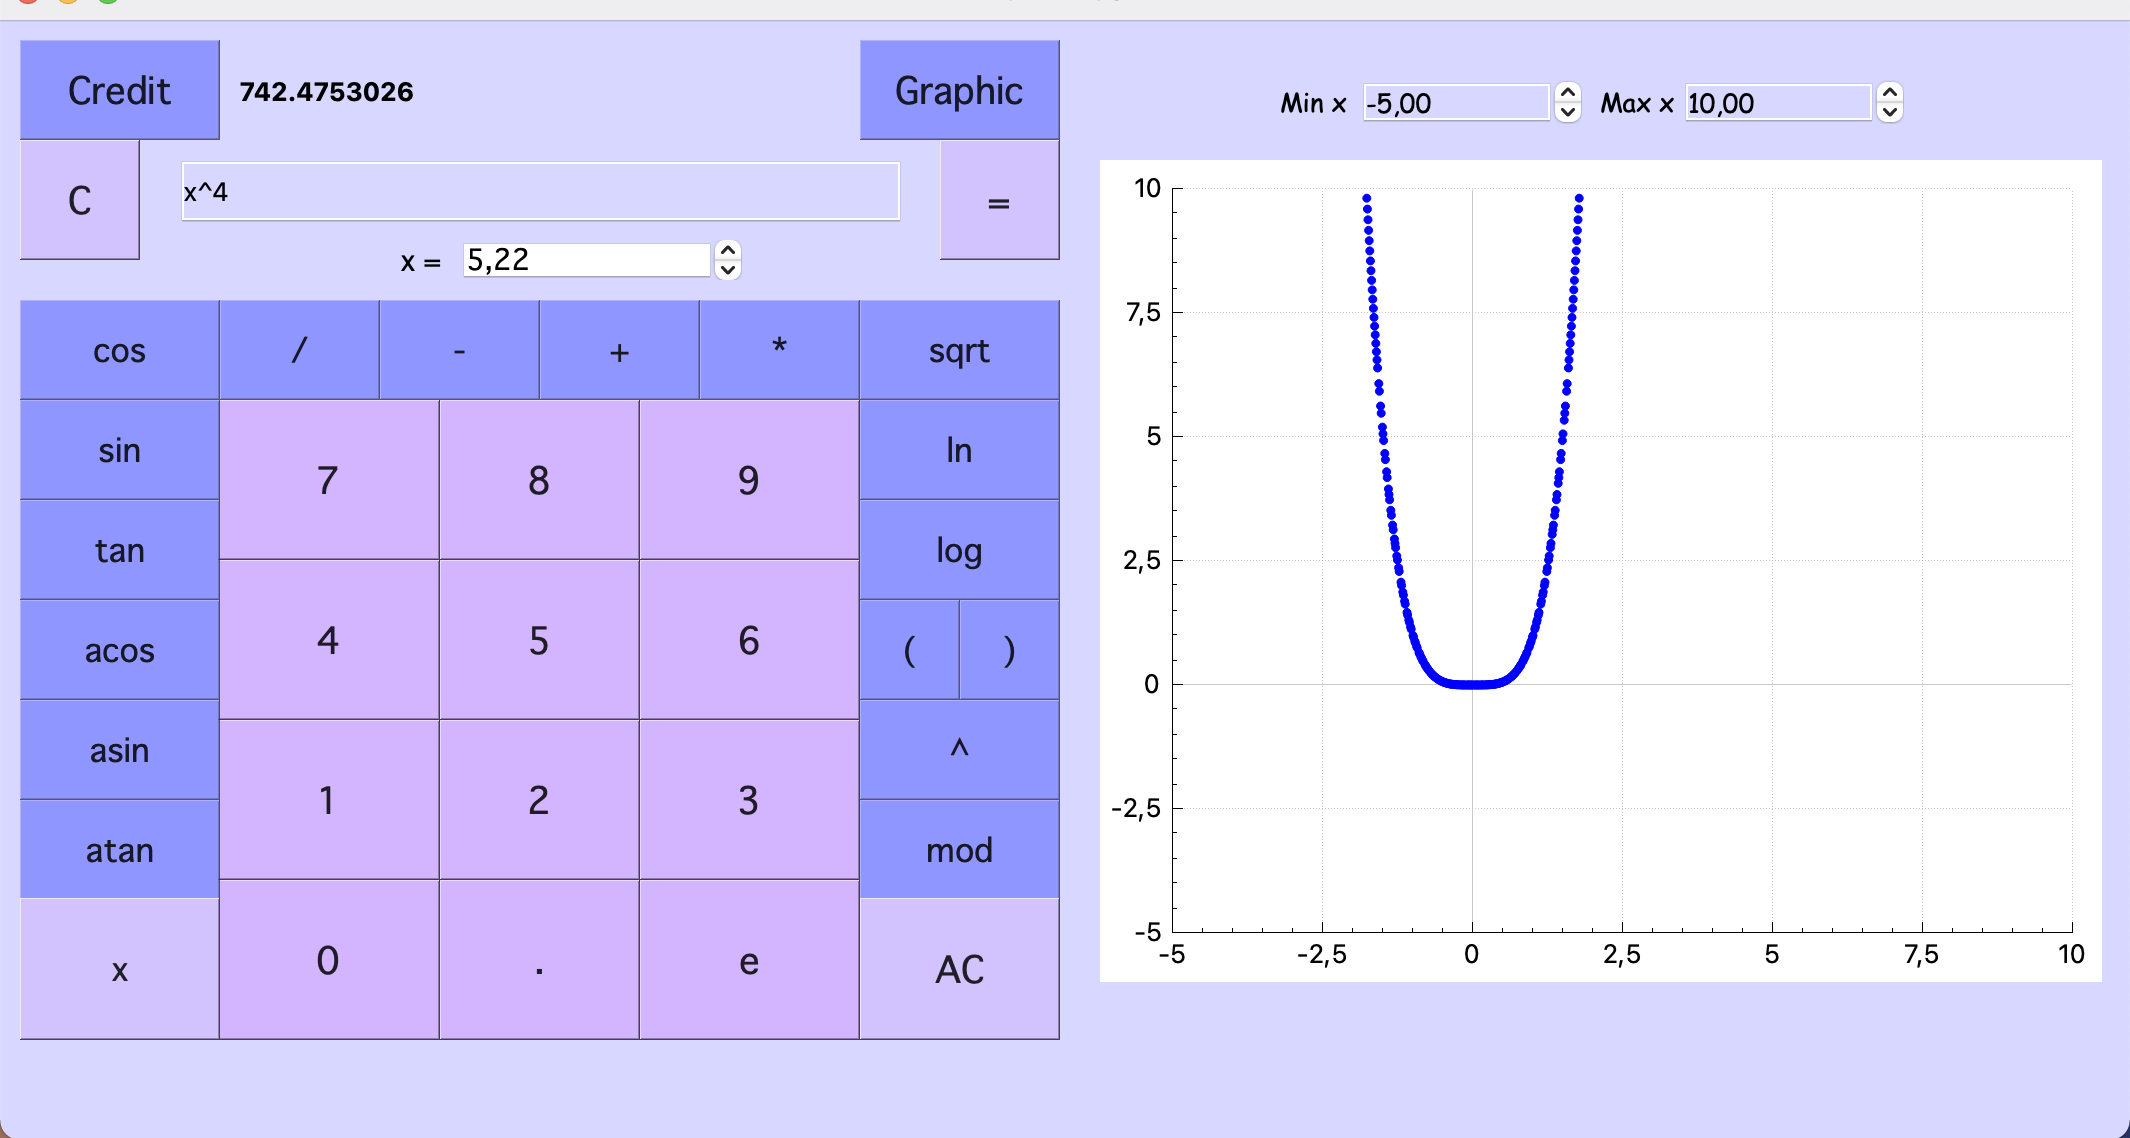 Credit 742.4753026 Graphic
C x^4 =
x = 5,22
cos / - + * sqrt
sin 7 8 9 ln
tan log
acos 4 5 6 ( )
asin 1 2 3 ^
atan mod
x 0 . e AC
Min x -5,00 Max x 10,00
10
7,5
5
2,5
0
-2,5
-5
-5 -2,5 0 2,5 5 7,5 10